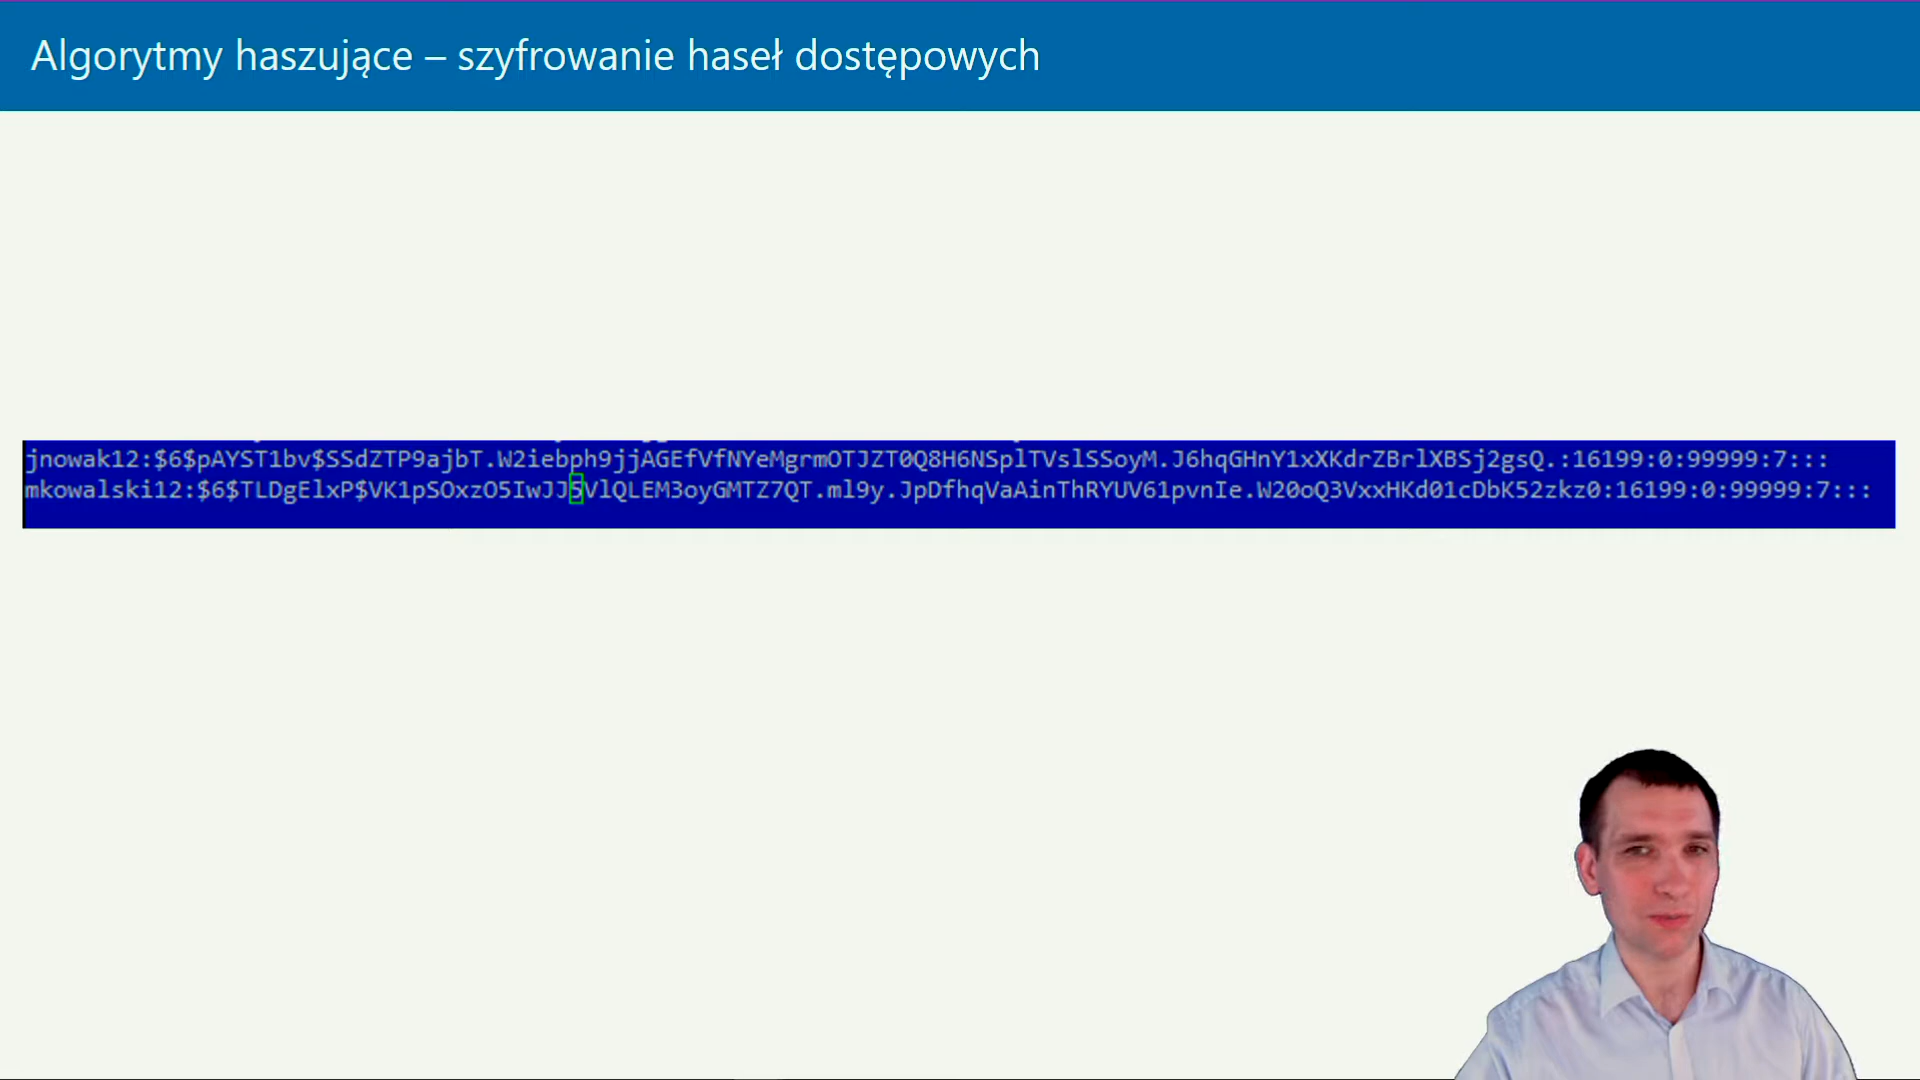 Algorytmy haszujące – szyfrowanie haseł dostępowych
jnowak12:$6$pAYST1bv$SSdZTP9ajbT.W2iebph9jjAGEfVfNYeMgrmOTJZT0Q8H6NSplTVslSSoyM.J6hqGHnY1xXKdrZBrlXBSj2gsQ.:16199:0:99999:7:::
mkowalski12:$6$TLDgElxP$VK1pSOxzO5IwJJSVlQLEM3oyGMTZ7QT.ml9y.JpDfhqVaAinThRYUV61pvnIe.W20oQ3VxxHKd01cDbK52zkz0:16199:0:99999:7:::